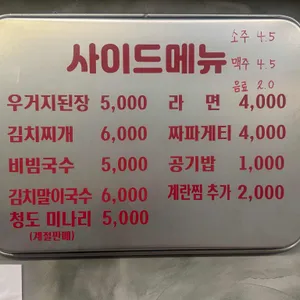 사이드메뉴
소주 4.5
맥주 4.5
음료 2.0
우거지된장 5,000
김치찌개 6,000
비빔국수 5,000
김치말이국수 6,000
청도 미나리 5,000
(계절판매)
라 면 4,000
짜파게티 4,000
공기밥 1,000
계란찜 추가 2,000